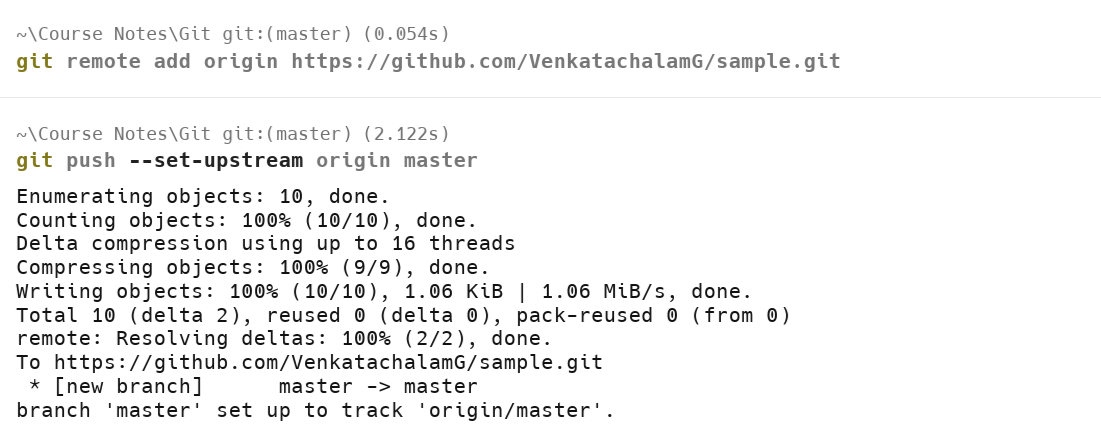 ~\Course Notes\Git git:(master) (0.054s)
git remote add origin https://github.com/VenkatachalamG/sample.git
~\Course Notes\Git git:(master) (2.122s)
git push --set-upstream origin master
Enumerating objects: 10, done.
Counting objects: 100% (10/10), done.
Delta compression using up to 16 threads
Compressing objects: 100% (9/9), done.
Writing objects: 100% (10/10), 1.06 KiB | 1.06 MiB/s, done.
Total 10 (delta 2), reused 0 (delta 0), pack-reused 0 (from 0)
remote: Resolving deltas: 100% (2/2), done.
To https://github.com/VenkatachalamG/sample.git
 * [new branch]      master -> master
branch 'master' set up to track 'origin/master'.